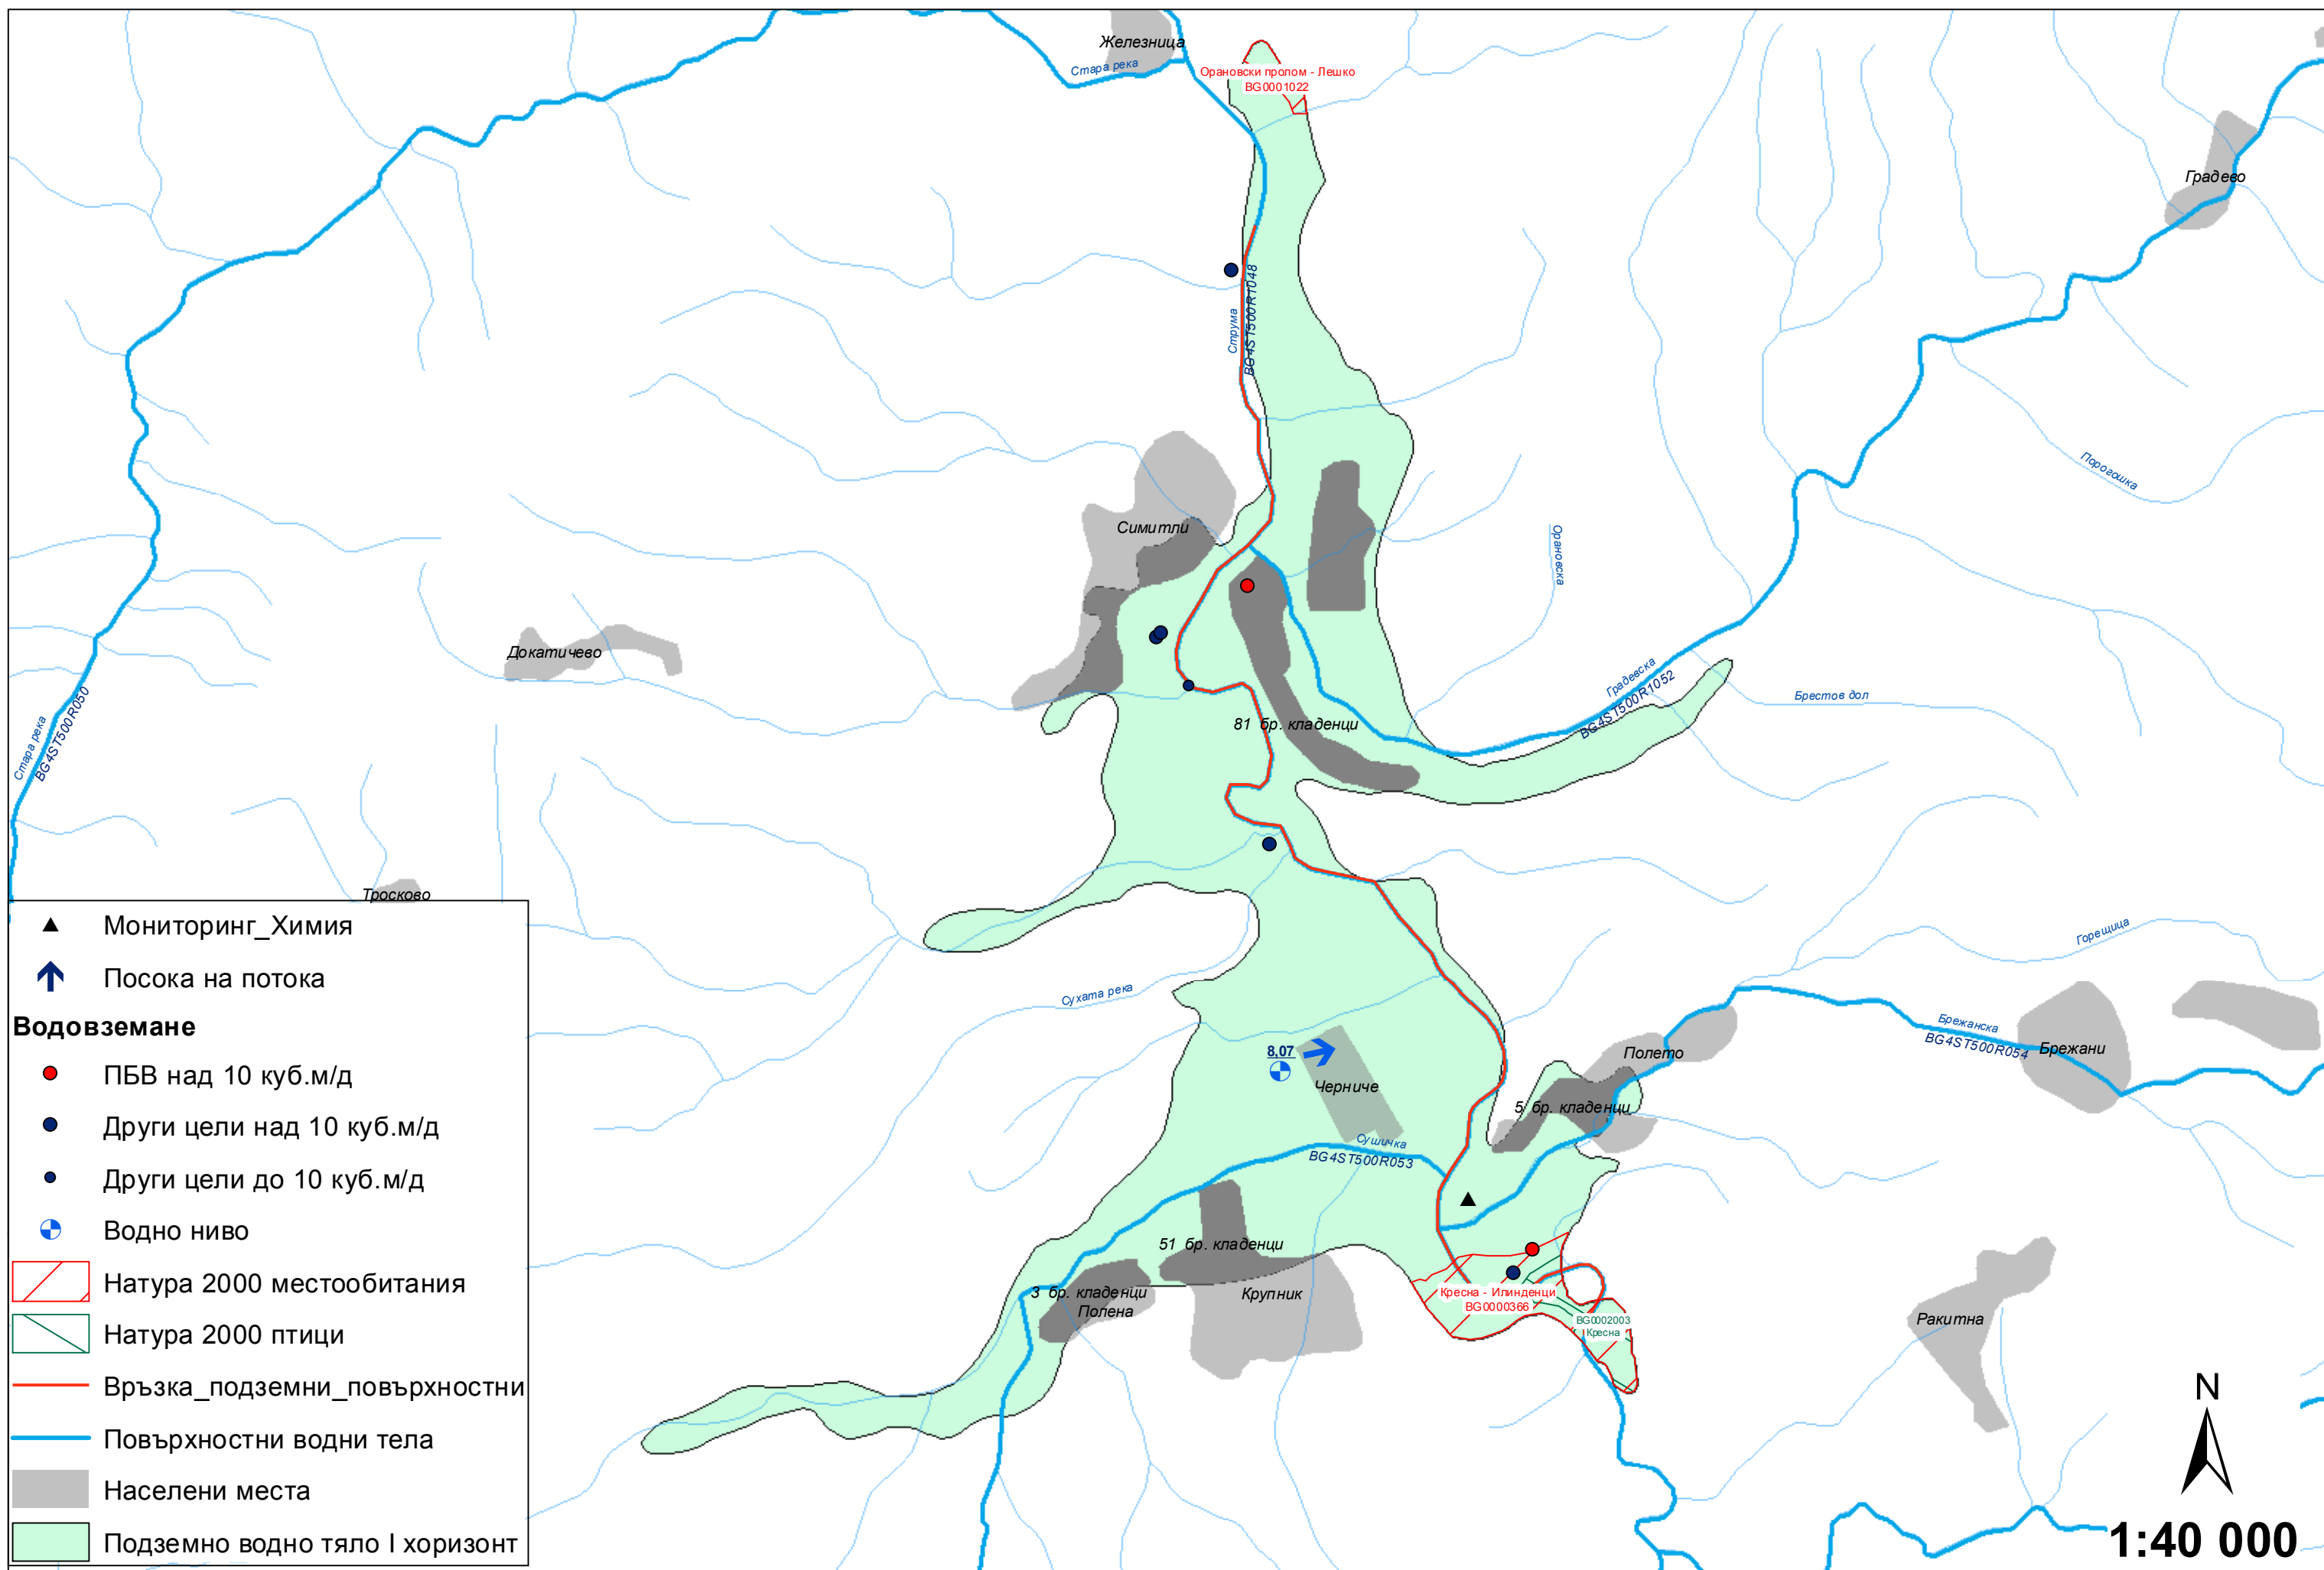 Железница
Стара река
Орановски пролом - Лешко
BG0001022
Градево
Струма
BG4ST500R1048
Порогошка
Симитли
Орановска
Докатичево
Градевска
BG4ST500R1052
Брестов дол
Стара река
BG4ST500R050
81 бр. кладенци
Тросково
Горещица
Сухата река
Брежанска
BG4ST500R054
Брежани
8,07
Полето
Черниче
5 бр. кладенци
Сушичка
BG4ST500R053
51 бр. кладенци
3 бр. кладенци
Полена
Крупник
Кресна - Илинденци
BG0000366
BG0002003
Кресна
Ракитна
Мониторинг_Химия
Посока на потока
Водовземане
ПБВ над 10 куб.м/д
Други цели над 10 куб.м/д
Други цели до 10 куб.м/д
Водно ниво
Натура 2000 местообитания
Натура 2000 птици
Връзка_подземни_повърхностни
Повърхностни водни тела
Населени места
Подземно водно тяло I хоризонт
N
1:40 000